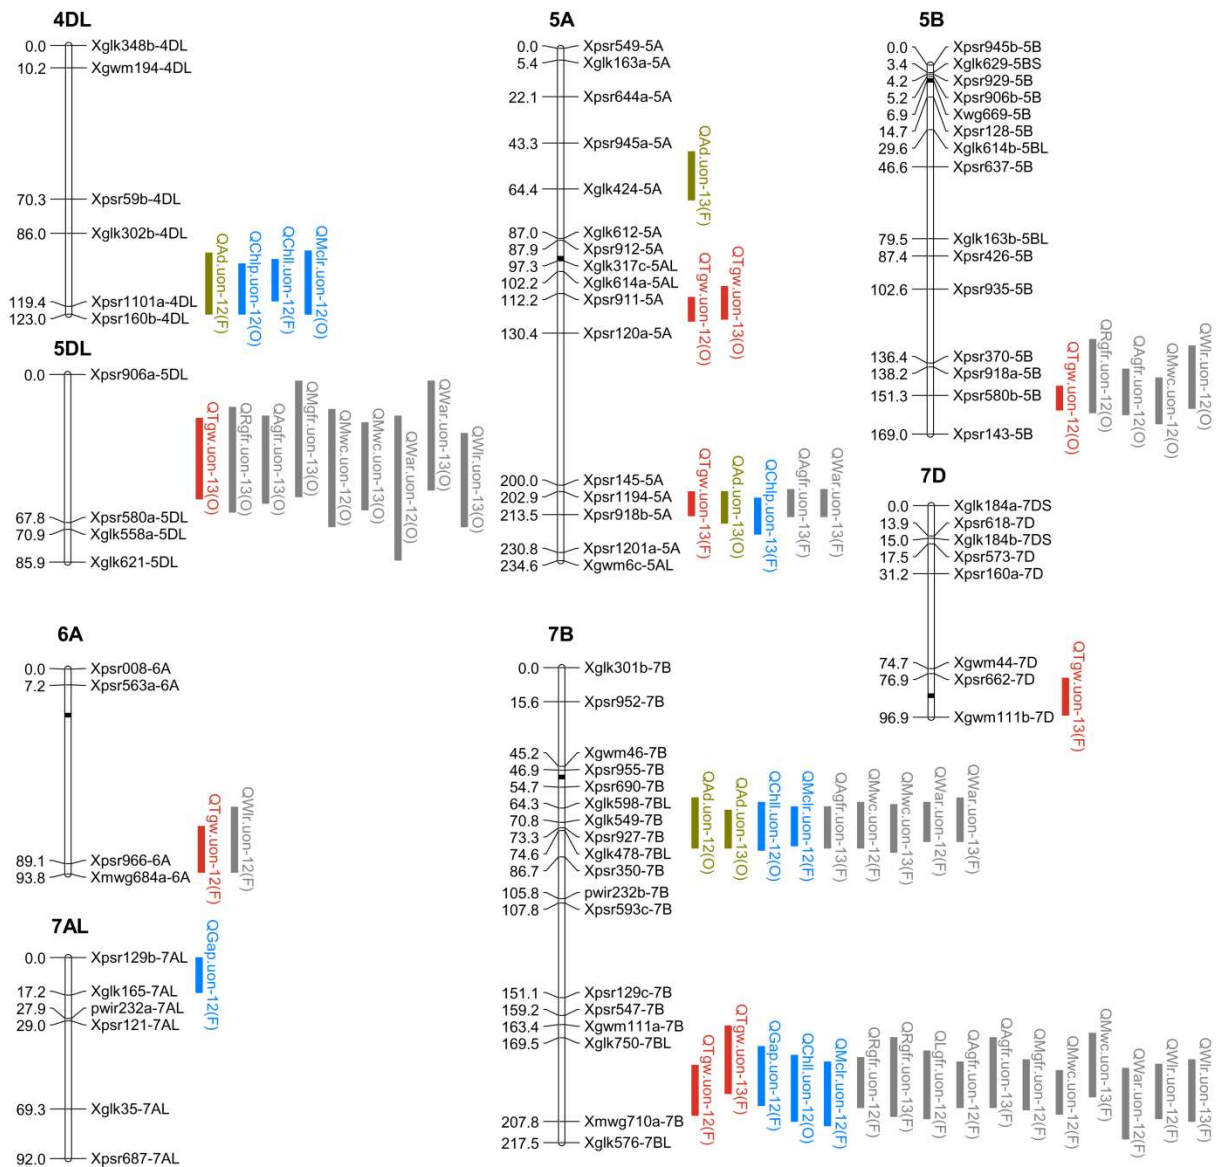 4DL
0.0 Xglk348b-4DL
10.2 Xgwm194-4DL
70.3 Xpsr59b-4DL
86.0 Xglk302b-4DL
119.4 Xpsr1101a-4DL
123.0 Xpsr160b-4DL
QAd.uon-12(F)
QChlp.uon-12(O)
QChll.uon-12(F)
QMclr.uon-12(O)
5DL
0.0 Xpsr906a-5DL
67.8 Xpsr580a-5DL
70.9 Xglk558a-5DL
85.9 Xglk621-5DL
QTgw.uon-13(O)
QRgfr.uon-13(O)
QAgfr.uon-13(O)
QMgfr.uon-13(O)
QMwc.uon-12(O)
QMwc.uon-13(O)
QWar.uon-12(O)
QWar.uon-13(O)
QWlr.uon-13(O)
6A
0.0 Xpsr008-6A
7.2 Xpsr563a-6A
89.1 Xpsr966-6A
93.8 Xmwg684a-6A
QTgw.uon-12(F)
QWlr.uon-12(F)
7AL
0.0 Xpsr129b-7AL
17.2 Xglk165-7AL
27.9 pwir232a-7AL
29.0 Xpsr121-7AL
69.3 Xglk35-7AL
92.0 Xpsr687-7AL
QGap.uon-12(F)
5A
0.0 Xpsr549-5A
5.4 Xglk163a-5A
22.1 Xpsr644a-5A
43.3 Xpsr945a-5A
64.4 Xglk424-5A
87.0 Xglk612-5A
87.9 Xpsr912-5A
97.3 Xglk317c-5AL
102.2 Xglk614a-5AL
112.2 Xpsr911-5A
130.4 Xpsr120a-5A
200.0 Xpsr145-5A
202.9 Xpsr1194-5A
213.5 Xpsr918b-5A
230.8 Xpsr1201a-5A
234.6 Xgwm6c-5AL
QAd.uon-13(F)
QTgw.uon-12(O)
QTgw.uon-13(O)
QTgw.uon-13(F)
QAd.uon-13(O)
QChlp.uon-13(F)
QAgfr.uon-13(F)
QWar.uon-13(F)
7B
0.0 Xglk301b-7B
15.6 Xpsr952-7B
45.2 Xgwm46-7B
46.9 Xpsr955-7B
54.7 Xpsr690-7B
64.3 Xglk598-7BL
70.8 Xglk549-7B
73.3 Xpsr927-7B
74.6 Xglk478-7BL
86.7 Xpsr350-7B
105.8 pwir232b-7B
107.8 Xpsr593c-7B
151.1 Xpsr129c-7B
159.2 Xpsr547-7B
163.4 Xgwm111a-7B
169.5 Xglk750-7BL
207.8 Xmwg710a-7B
217.5 Xglk576-7BL
QAd.uon-12(O)
QAd.uon-13(O)
QChll.uon-12(O)
QMclr.uon-12(F)
QAgfr.uon-13(F)
QMwc.uon-12(F)
QMwc.uon-13(F)
QWar.uon-12(F)
QWar.uon-13(F)
QTgw.uon-12(F)
QTgw.uon-13(F)
QGap.uon-12(F)
QChll.uon-12(O)
QMclr.uon-12(F)
QRgfr.uon-12(F)
QRgfr.uon-13(F)
QLgfr.uon-12(F)
QAgfr.uon-12(F)
QAgfr.uon-13(F)
QMgfr.uon-12(F)
QMwc.uon-12(F)
QMwc.uon-13(F)
QWar.uon-12(F)
QWlr.uon-12(F)
QWlr.uon-13(F)
5B
0.0 Xpsr945b-5B
3.4 Xglk629-5BS
4.2 Xpsr929-5B
5.2 Xpsr906b-5B
6.9 Xwg669-5B
14.7 Xpsr128-5B
29.6 Xglk614b-5BL
46.6 Xpsr637-5B
79.5 Xglk163b-5BL
87.4 Xpsr426-5B
102.6 Xpsr935-5B
136.4 Xpsr370-5B
138.2 Xpsr918a-5B
151.3 Xpsr580b-5B
169.0 Xpsr143-5B
QTgw.uon-12(O)
QRgfr.uon-12(O)
QAgfr.uon-12(O)
QMwc.uon-12(O)
QWlr.uon-12(O)
7D
0.0 Xglk184a-7DS
13.9 Xpsr618-7D
15.0 Xglk184b-7DS
17.5 Xpsr573-7D
31.2 Xpsr160a-7D
74.7 Xgwm44-7D
76.9 Xpsr662-7D
96.9 Xgwm111b-7D
QTgw.uon-13(F)